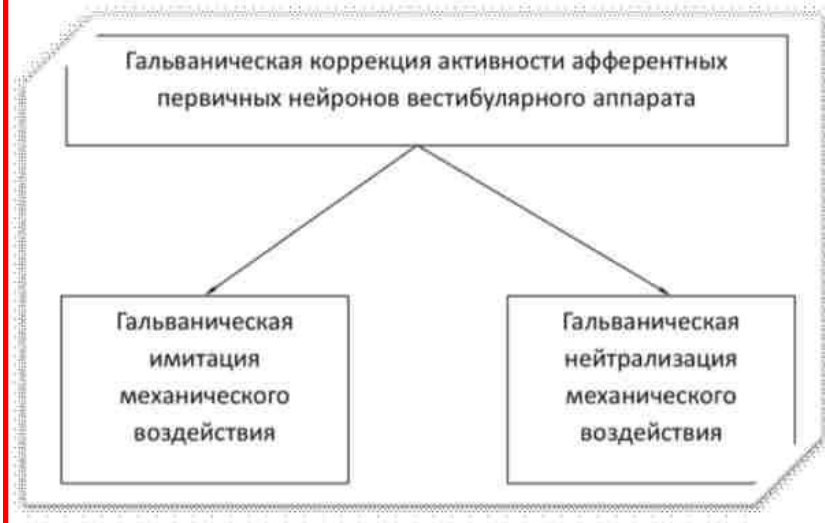 Гальваническая коррекция активности афферентных
первичных нейронов вестибулярного аппарата
Гальваническая
имитация
механического
воздействия
Гальваническая
нейтрализация
механического
воздействия